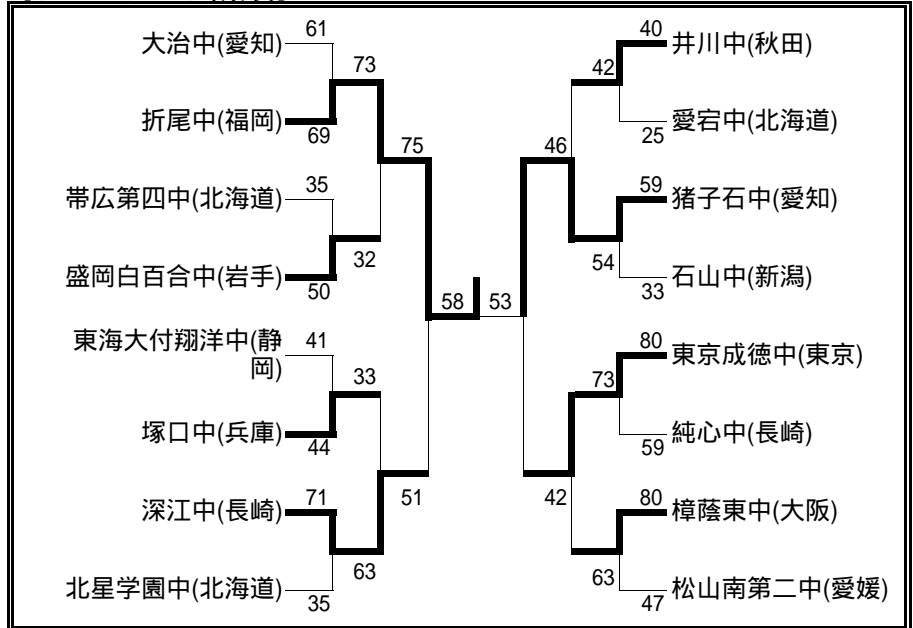 大治中(愛知)
61
73
折尾中(福岡)
69
75
帯広第四中(北海道)
35
32
盛岡白百合中(岩手)
50
58
東海大付翔洋中(静
岡)
41
33
塚口中(兵庫)
44
51
深江中(長崎)
71
63
北星学園中(北海道)
35
40
井川中(秋田)
42
25
愛宕中(北海道)
46
59
猪子石中(愛知)
54
33
石山中(新潟)
53
80
東京成徳中(東京)
73
59
純心中(長崎)
42
80
樟蔭東中(大阪)
63
47
松山南第二中(愛媛)